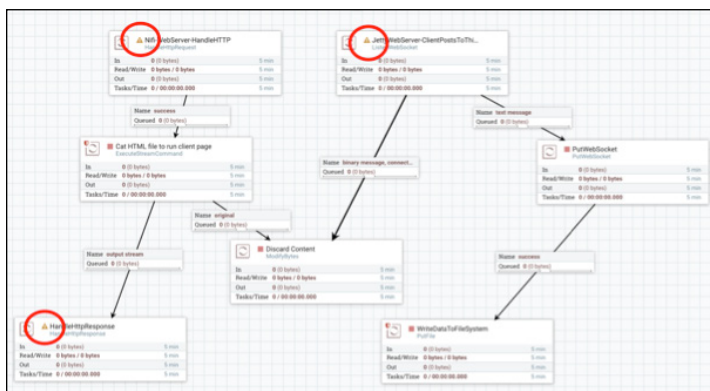 Nifi-WebServer-HandleHTTP
HandleHttpRequest
In 0 (0 bytes) 5 min
Read/Write 0 bytes / 0 bytes 5 min
Out 0 (0 bytes) 5 min
Tasks/Time 0 / 00:00:00.000 5 min
Jetty-WebServer-ClientPostsToThi...
ListenWebSocket
In 0 (0 bytes) 5 min
Read/Write 0 bytes / 0 bytes 5 min
Out 0 (0 bytes) 5 min
Tasks/Time 0 / 00:00:00.000 5 min
Name success
Queued 0 (0 bytes)
Name text message
Queued 0 (0 bytes)
Cat HTML file to run client page
ExecuteStreamCommand
In 0 (0 bytes) 5 min
Read/Write 0 bytes / 0 bytes 5 min
Out 0 (0 bytes) 5 min
Tasks/Time 0 / 00:00:00.000 5 min
Name binary message, connect...
Queued 0 (0 bytes)
PutWebSocket
PutWebSocket
In 0 (0 bytes) 5 min
Read/Write 0 bytes / 0 bytes 5 min
Out 0 (0 bytes) 5 min
Tasks/Time 0 / 00:00:00.000 5 min
Name original
Queued 0 (0 bytes)
Name output stream
Queued 0 (0 bytes)
Discard Content
ModifyBytes
In 0 (0 bytes) 5 min
Read/Write 0 bytes / 0 bytes 5 min
Out 0 (0 bytes) 5 min
Tasks/Time 0 / 00:00:00.000 5 min
Name success
Queued 0 (0 bytes)
HandleHttpResponse
HandleHttpResponse
In 0 (0 bytes) 5 min
Read/Write 0 bytes / 0 bytes 5 min
Out 0 (0 bytes) 5 min
Tasks/Time 0 / 00:00:00.000 5 min
WriteDataToFileSystem
PutFile
In 0 (0 bytes) 5 min
Read/Write 0 bytes / 0 bytes 5 min
Out 0 (0 bytes) 5 min
Tasks/Time 0 / 00:00:00.000 5 min